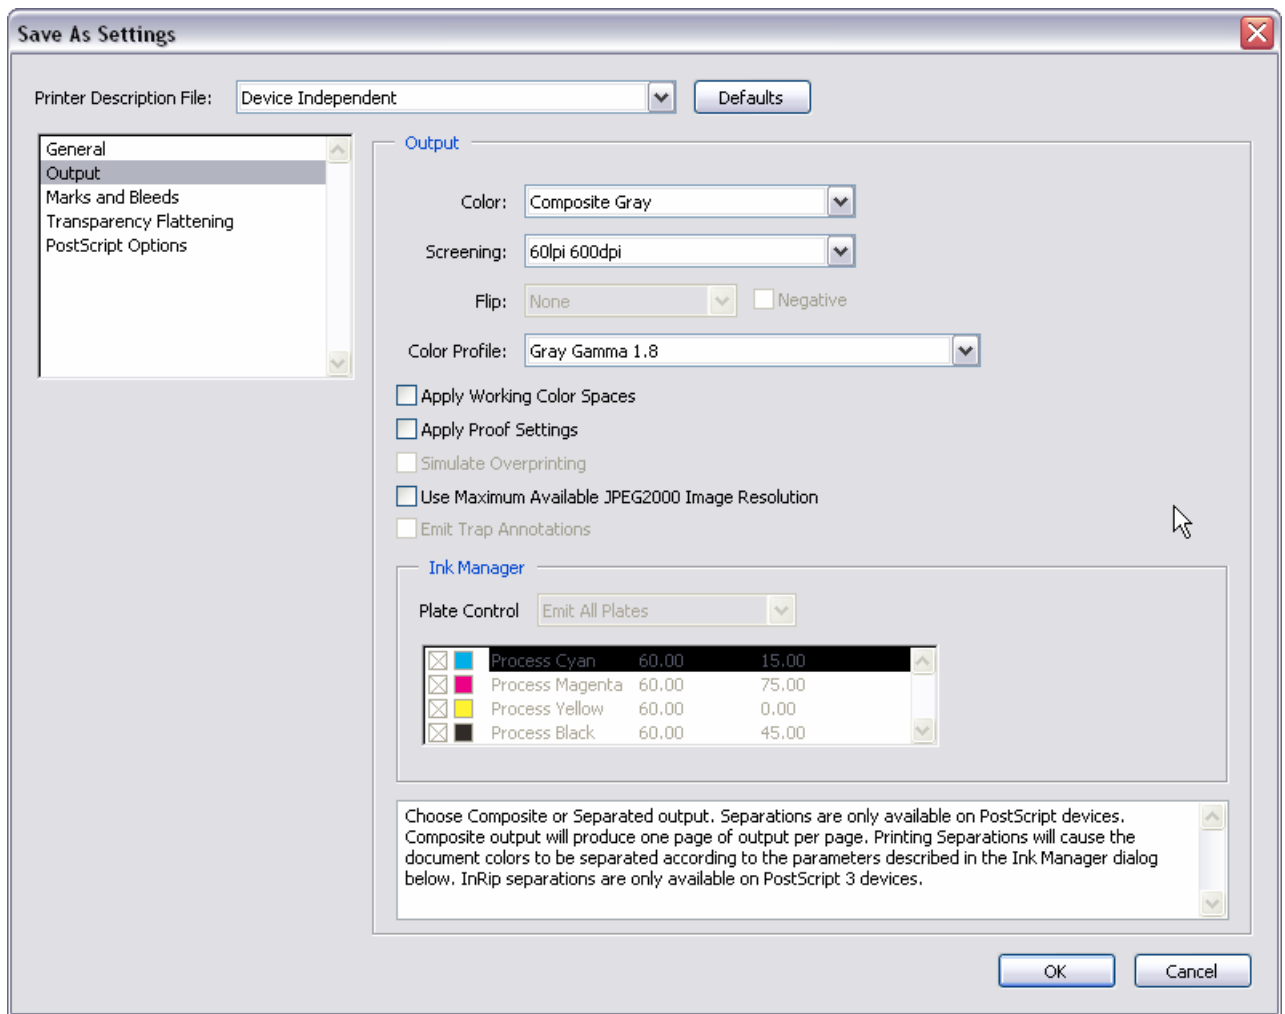 Save As Settings
Printer Description File: Device Independent Defaults
General
Output
Marks and Bleeds
Transparency Flattening
PostScript Options
Output
Color: Composite Gray
Screening: 60lpi 600dpi
Flip: None Negative
Color Profile: Gray Gamma 1.8
Apply Working Color Spaces
Apply Proof Settings
Simulate Overprinting
Use Maximum Available JPEG2000 Image Resolution
Emit Trap Annotations
Ink Manager
Plate Control Emit All Plates
Process Cyan 60.00 15.00
Process Magenta 60.00 75.00
Process Yellow 60.00 0.00
Process Black 60.00 45.00
Choose Composite or Separated output. Separations are only available on PostScript devices.
Composite output will produce one page of output per page. Printing Separations will cause the
document colors to be separated according to the parameters described in the Ink Manager dialog
below. InRip separations are only available on PostScript 3 devices.
OK Cancel